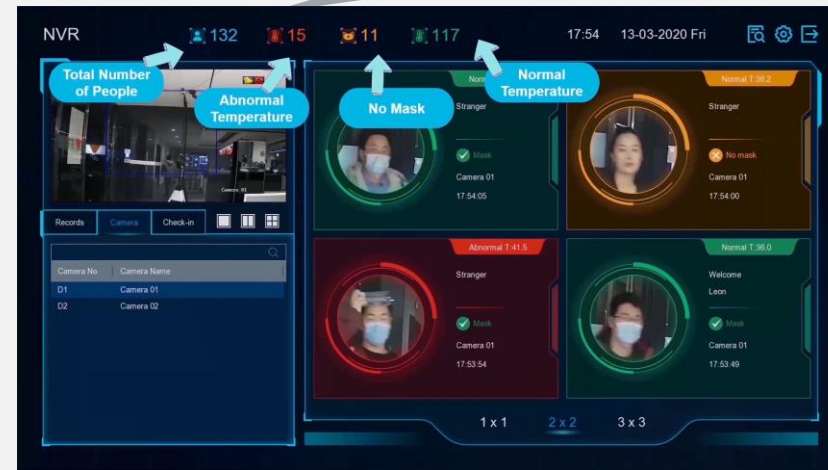 NVR
132
15
11
117
17:54
13-03-2020 Fri
Total Number
of People
Abnormal
Temperature
No Mask
Normal
Temperature
Camera 01
Records
Camera
Check-in
Camera No.
Camera Name
D1
Camera 01
D2
Camera 02
Stranger
Mask
Camera 01
17:54:05
Normal T:36.2
Stranger
No mask
Camera 01
17:54:00
Abnormal T:41.5
Stranger
Mask
Camera 01
17:53:54
Normal T:36.0
Welcome
Leon
Mask
Camera 01
17:53:49
1 x 1
2 x 2
3 x 3